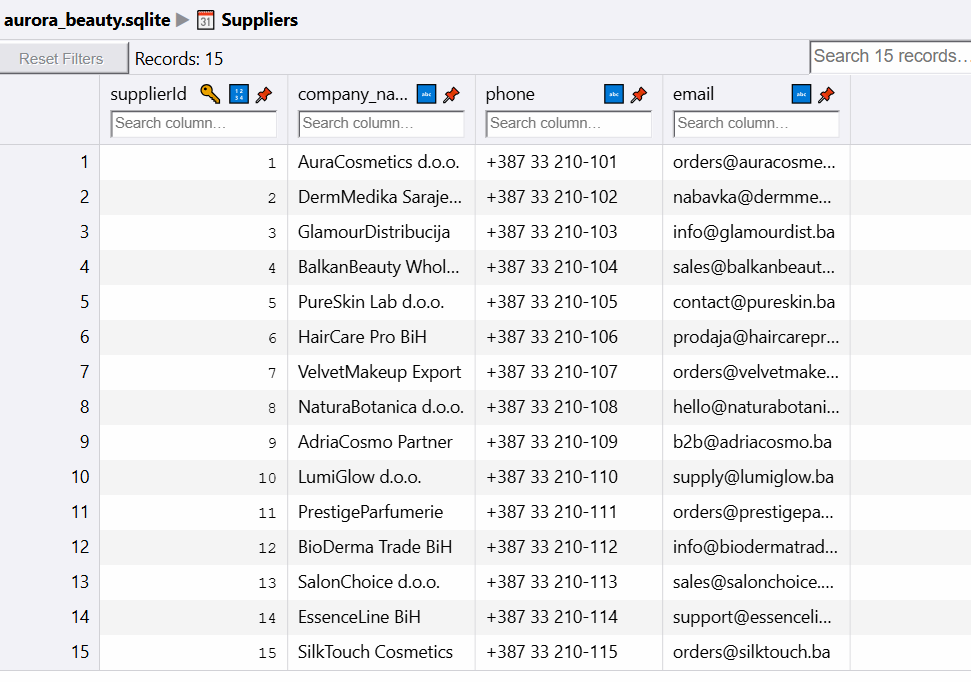 aurora_beauty.sqlite Suppliers
Reset Filters Records: 15 Search 15 records...
supplierId company_na... phone email
Search column... Search column... Search column... Search column...
1 1 AuraCosmetics d.o.o. +387 33 210-101 orders@auracosme...
2 2 DermMedika Saraje... +387 33 210-102 nabavka@dermme...
3 3 GlamourDistribucija +387 33 210-103 info@glamourdist.ba
4 4 BalkanBeauty Whol... +387 33 210-104 sales@balkanbeaut...
5 5 PureSkin Lab d.o.o. +387 33 210-105 contact@pureskin.ba
6 6 HairCare Pro BiH +387 33 210-106 prodaja@haircarepr...
7 7 VelvetMakeup Export +387 33 210-107 orders@velvetmake...
8 8 NaturaBotanica d.o.o. +387 33 210-108 hello@naturabotani...
9 9 AdriaCosmo Partner +387 33 210-109 b2b@adriacosmo.ba
10 10 LumiGlow d.o.o. +387 33 210-110 supply@lumiglow.ba
11 11 PrestigeParfumerie +387 33 210-111 orders@prestigepa...
12 12 BioDerma Trade BiH +387 33 210-112 info@biodermatrad...
13 13 SalonChoice d.o.o. +387 33 210-113 sales@salonchoice....
14 14 EssenceLine BiH +387 33 210-114 support@essenceli...
15 15 SilkTouch Cosmetics +387 33 210-115 orders@silktouch.ba